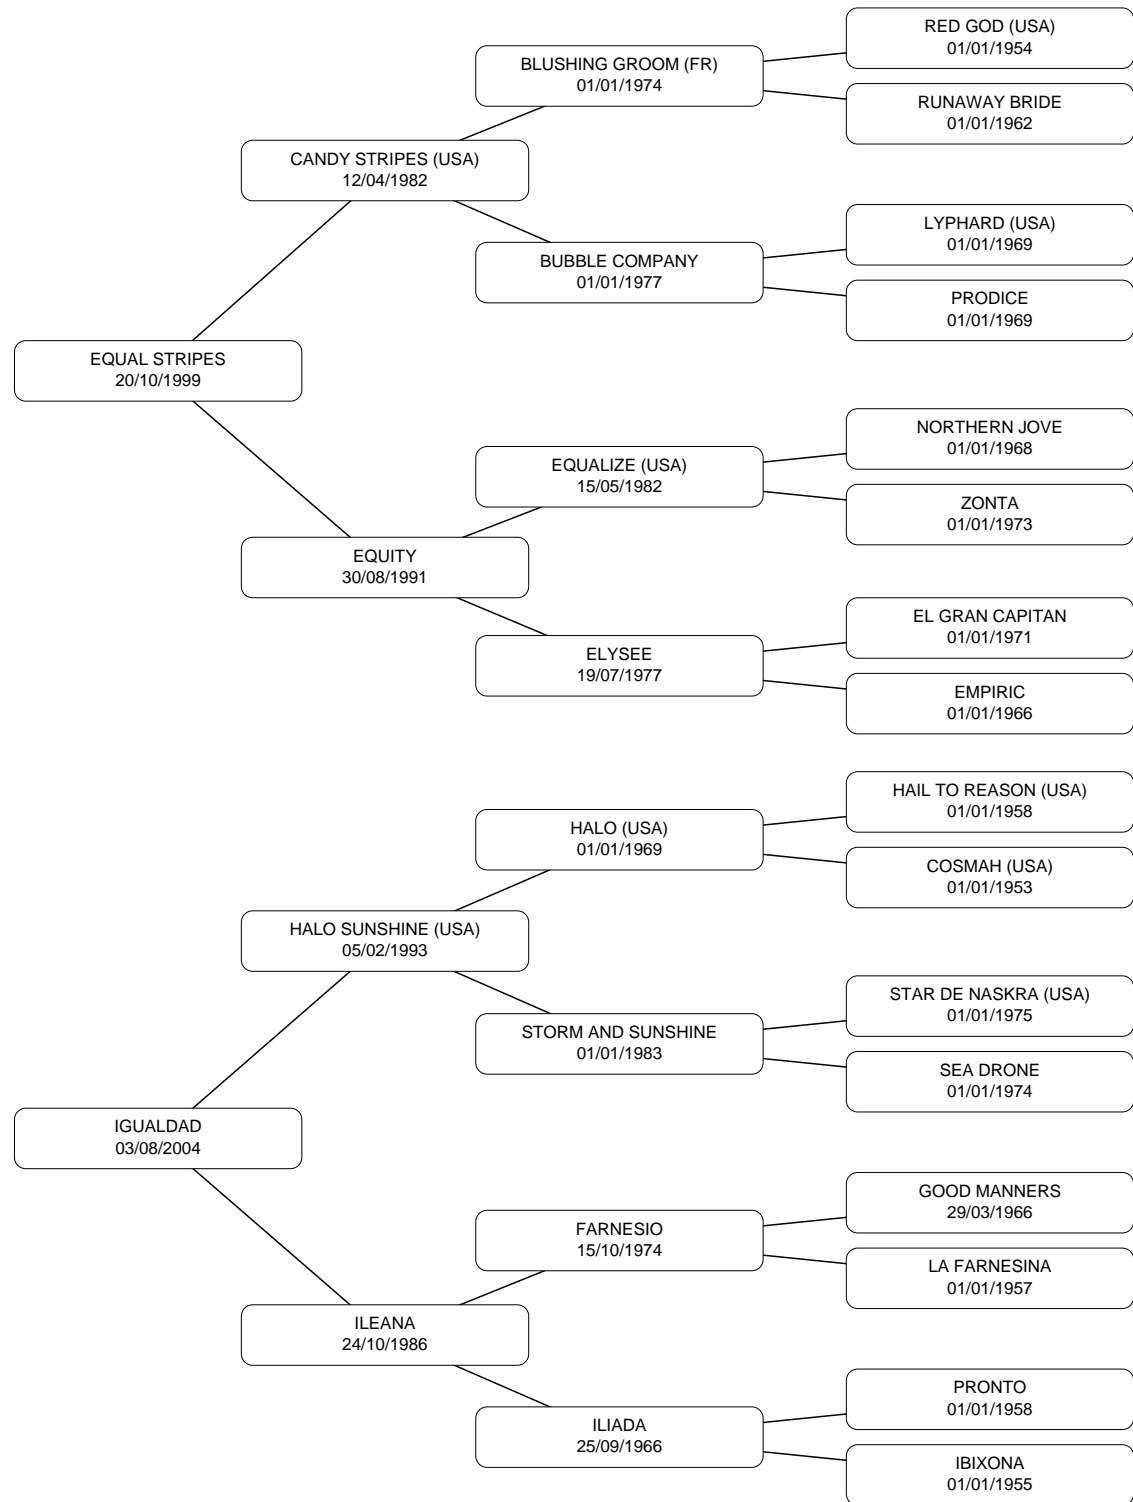 RED GOD (USA)
01/01/1954
BLUSHING GROOM (FR)
01/01/1974
RUNAWAY BRIDE
01/01/1962
CANDY STRIPES (USA)
12/04/1982
LYPHARD (USA)
01/01/1969
BUBBLE COMPANY
01/01/1977
PRODICE
01/01/1969
EQUAL STRIPES
20/10/1999
NORTHERN JOVE
01/01/1968
EQUALIZE (USA)
15/05/1982
ZONTA
01/01/1973
EQUITY
30/08/1991
EL GRAN CAPITAN
01/01/1971
ELYSEE
19/07/1977
EMPIRIC
01/01/1966
HAIL TO REASON (USA)
01/01/1958
HALO (USA)
01/01/1969
COSMAH (USA)
01/01/1953
HALO SUNSHINE (USA)
05/02/1993
STAR DE NASKRA (USA)
01/01/1975
STORM AND SUNSHINE
01/01/1983
SEA DRONE
01/01/1974
IGUALDAD
03/08/2004
GOOD MANNERS
29/03/1966
FARNESIO
15/10/1974
LA FARNESINA
01/01/1957
ILEANA
24/10/1986
PRONTO
01/01/1958
ILIADA
25/09/1966
IBIXONA
01/01/1955